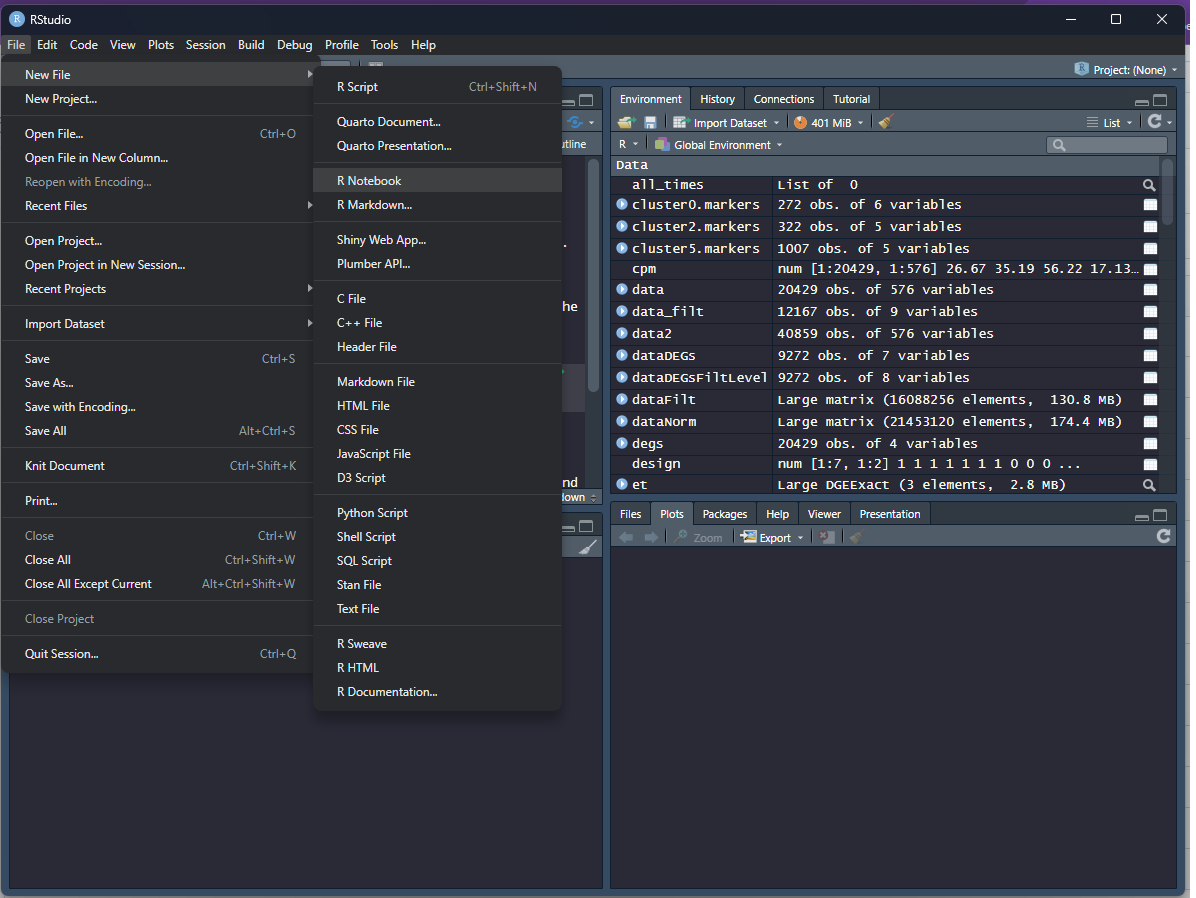 RStudio
File Edit Code View Plots Session Build Debug Profile Tools Help
Project: (None)
New File
New Project...
Open File... Ctrl+O
Open File in New Column...
Reopen with Encoding...
Recent Files
Open Project...
Open Project in New Session...
Recent Projects
Import Dataset
Save Ctrl+S
Save As...
Save with Encoding...
Save All Alt+Ctrl+S
Knit Document Ctrl+Shift+K
Print...
Close Ctrl+W
Close All Ctrl+Shift+W
Close All Except Current Alt+Ctrl+Shift+W
Close Project
Quit Session... Ctrl+Q
R Script Ctrl+Shift+N
Quarto Document...
Quarto Presentation...
R Notebook
R Markdown...
Shiny Web App...
Plumber API...
C File
C++ File
Header File
Markdown File
HTML File
CSS File
JavaScript File
D3 Script
Python Script
Shell Script
SQL Script
Stan File
Text File
R Sweave
R HTML
R Documentation...
utline
he
nd
down
Environment History Connections Tutorial
Import Dataset 401 MiB List
R Global Environment
Data
all_times List of 0
cluster0.markers 272 obs. of 6 variables
cluster2.markers 322 obs. of 5 variables
cluster5.markers 1007 obs. of 5 variables
cpm num [1:20429, 1:576] 26.67 35.19 56.22 17.13...
data 20429 obs. of 576 variables
data_filt 12167 obs. of 9 variables
data2 40859 obs. of 576 variables
dataDEGs 9272 obs. of 7 variables
dataDEGsFiltLevel 9272 obs. of 8 variables
dataFilt Large matrix (16088256 elements, 130.8 MB)
dataNorm Large matrix (21453120 elements, 174.4 MB)
degs 20429 obs. of 4 variables
design num [1:7, 1:2] 1 1 1 1 1 1 1 0 0 0 ...
et Large DGEExact (3 elements, 2.8 MB)
Files Plots Packages Help Viewer Presentation
Zoom Export